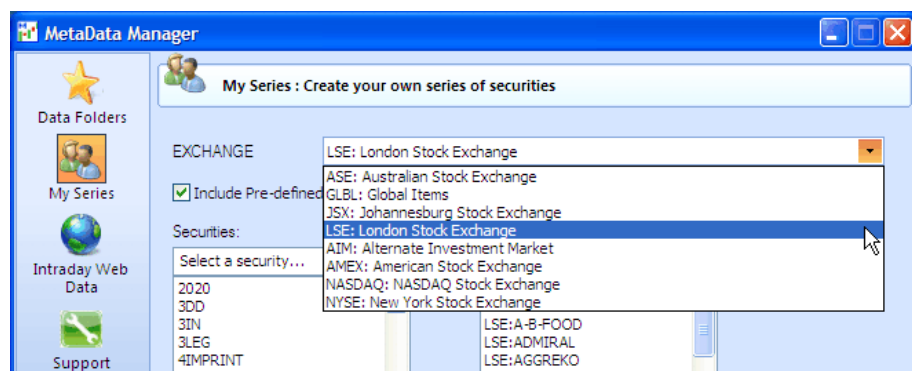 MetaData Manager
My Series : Create your own series of securities
Data Folders
My Series
Intraday Web
Data
Support
EXCHANGE
LSE: London Stock Exchange
ASE: Australian Stock Exchange
GLBL: Global Items
JSX: Johannesburg Stock Exchange
LSE: London Stock Exchange
AIM: Alternate Investment Market
AMEX: American Stock Exchange
NASDAQ: NASDAQ Stock Exchange
NYSE: New York Stock Exchange
Include Pre-defined
Securities:
Select a security...
2020
3DD
3IN
3LEG
4IMPRINT
LSE:A-B-FOOD
LSE:ADMIRAL
LSE:AGGREKO